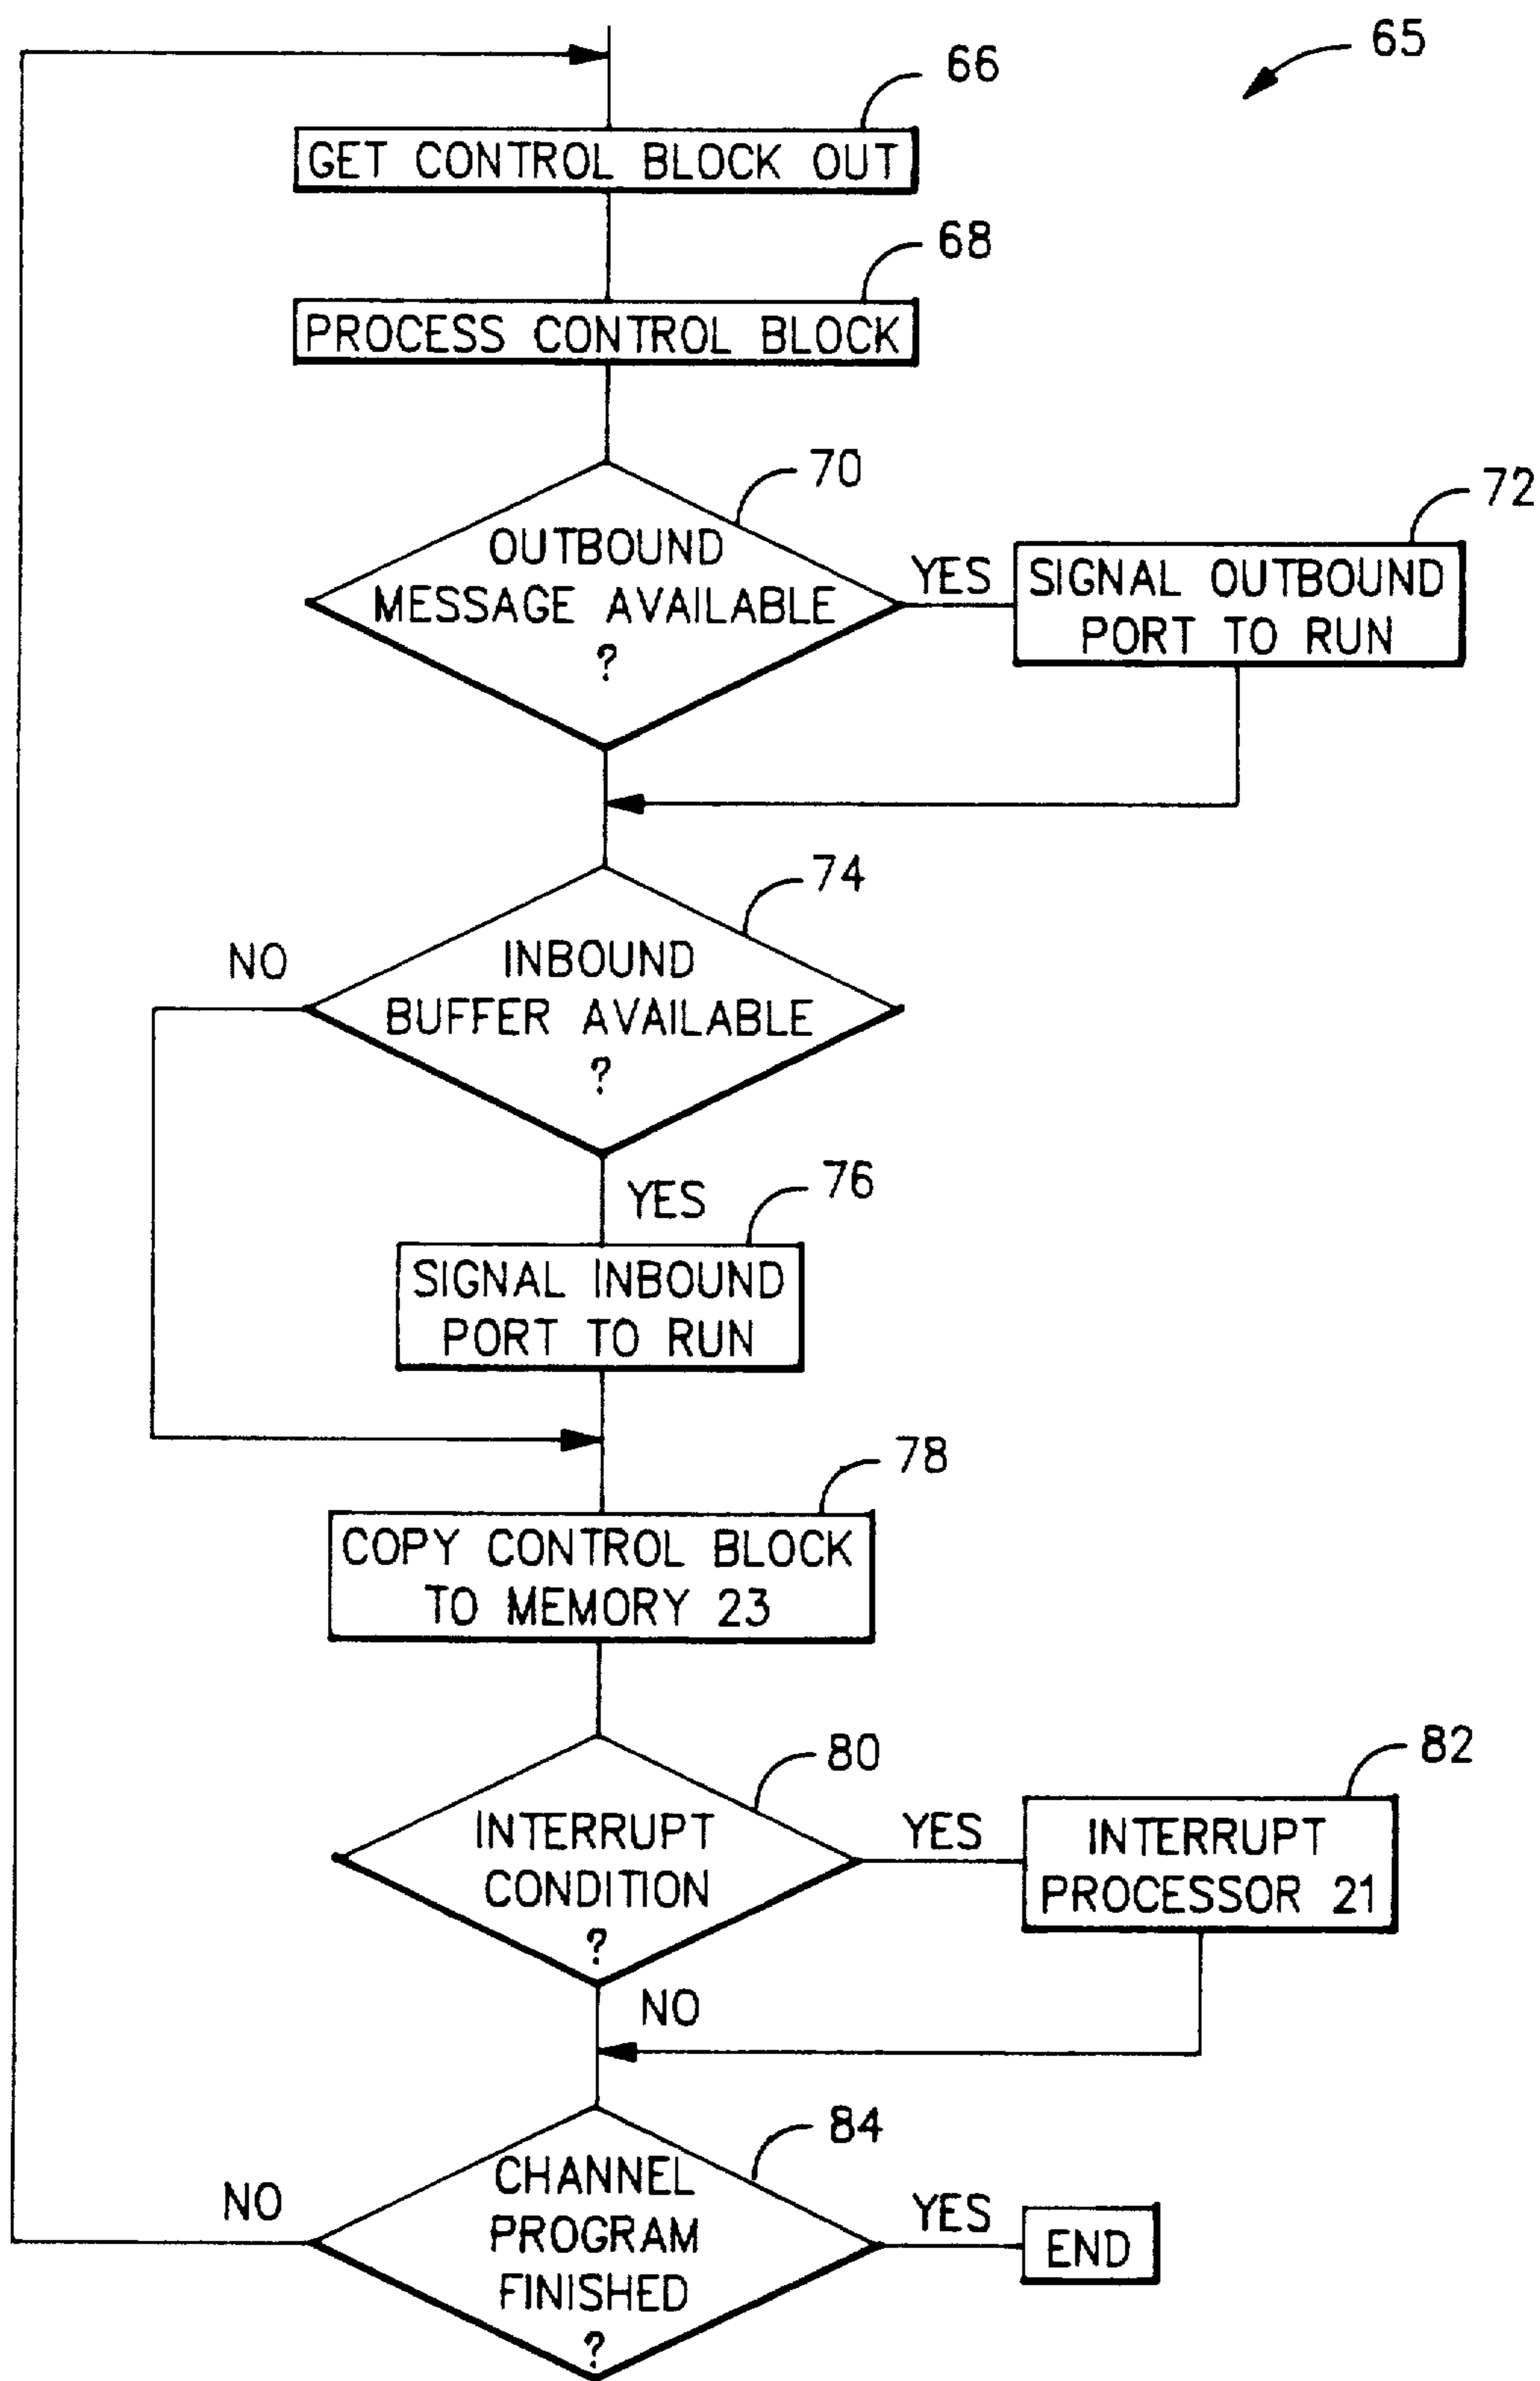 65
66
GET CONTROL BLOCK OUT
68
PROCESS CONTROL BLOCK
70
OUTBOUND
MESSAGE AVAILABLE
?
YES
72
SIGNAL OUTBOUND
PORT TO RUN
74
INBOUND
BUFFER AVAILABLE
?
NO
YES
76
SIGNAL INBOUND
PORT TO RUN
78
COPY CONTROL BLOCK
TO MEMORY 23
80
INTERRUPT
CONDITION
?
YES
82
INTERRUPT
PROCESSOR 21
NO
84
CHANNEL
PROGRAM
FINISHED
?
NO
YES
END